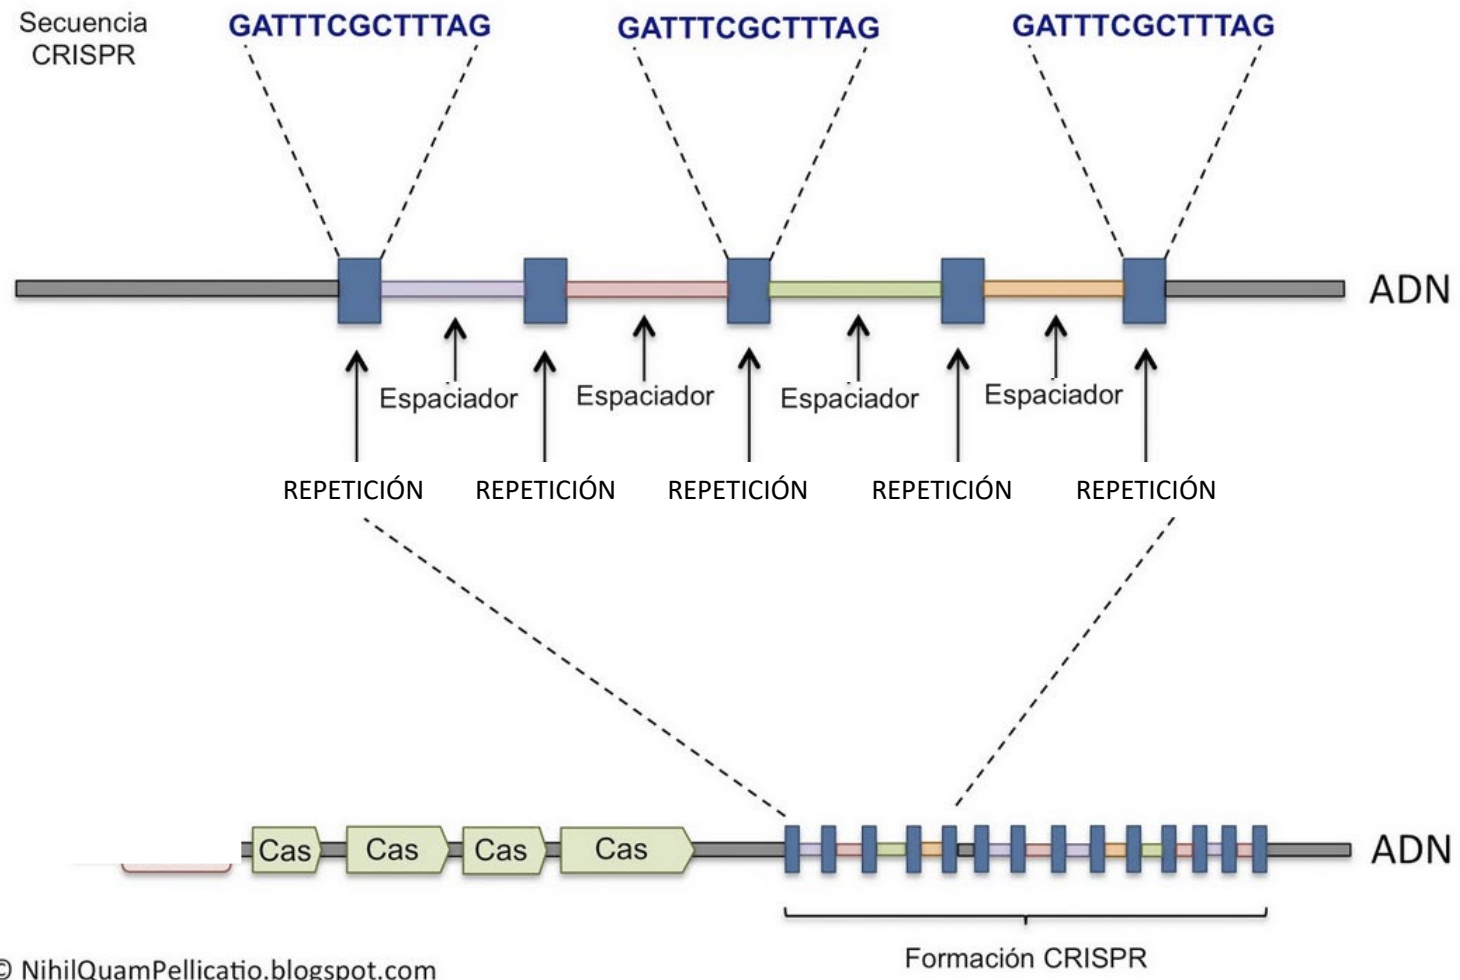 Secuencia
CRISPR
GATTTCGCTTTAG GATTTCGCTTTAG GATTTCGCTTTAG
ADN
Espaciador Espaciador Espaciador Espaciador
REPETICIÓN REPETICIÓN REPETICIÓN REPETICIÓN REPETICIÓN
Cas Cas Cas Cas ADN
Formación CRISPR
© NihilQuamPellicatio.blogspot.com